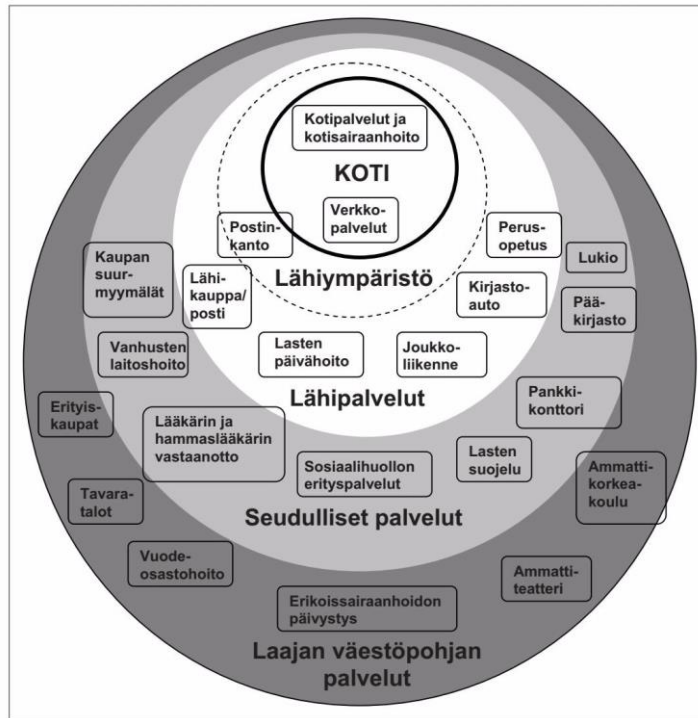 Kotipalvelut ja
kotisairaanhoito
KOTI
Verkko-
palvelut
Postin-
kanto
Lähiympäristö
Perus-
opetus
Lukio
Kaupan
suur-
myymälät
Lähi-
kauppa/
posti
Kirjasto-
auto
Pää-
kirjasto
Vanhusten
laitoshoito
Lasten
päivähoito
Joukko-
liikenne
Lähipalvelut
Pankki-
konttori
Erityis-
kaupat
Lääkärin ja
hammaslääkärin
vastaanotto
Sosiaalihuollon
erityispalvelut
Lasten
suojelu
Ammatti-
korkea-
koulu
Tavara-
talot
Seudulliset palvelut
Vuode-
osastohoito
Erikoissairaanhoidon
päivystys
Ammatti-
teatteri
Laajan väestöpohjan
palvelut